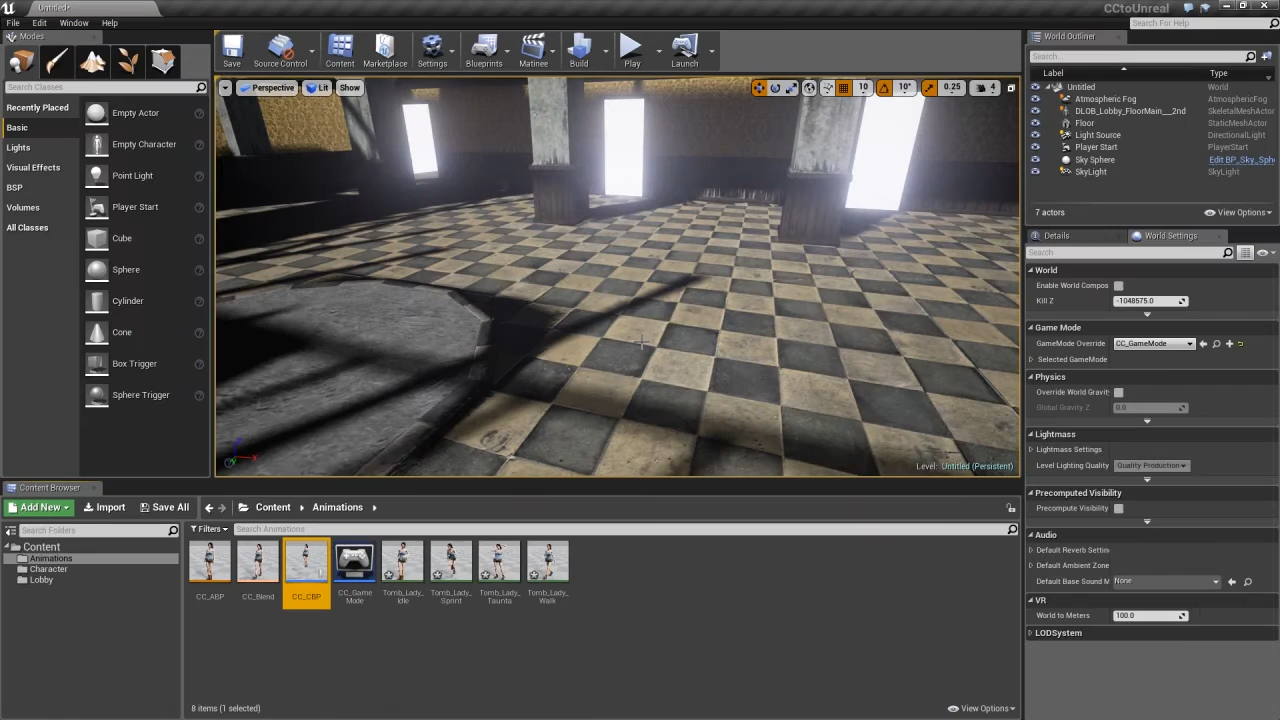 Untitled*
CCtoUnreal
File Edit Window Help
Search For Help
Modes
Search Classes
Recently Placed
Basic
Lights
Visual Effects
BSP
Volumes
All Classes
Empty Actor
Empty Character
Point Light
Player Start
Cube
Sphere
Cylinder
Cone
Box Trigger
Sphere Trigger
Save Source Control Content Marketplace Settings Blueprints Matinee Build Play Launch
Perspective Lit Show
10 10° 0.25 4
Level: Untitled (Persistent)
World Outliner
Search...
Label Type
Untitled World
Atmospheric Fog AtmosphericFog
DLOB_Lobby_FloorMain__2nd SkeletalMeshActor
Floor StaticMeshActor
Light Source DirectionalLight
Player Start PlayerStart
Sky Sphere Edit BP_Sky_Sph
SkyLight SkyLight
7 actors View Options
Details World Settings
Search
World
Enable World Compos
Kill Z -1048575.0
Game Mode
GameMode Override CC_GameMode
Selected GameMode
Physics
Override World Gravit
Global Gravity Z 0.0
Lightmass
Lightmass Settings
Level Lighting Quality Quality Production
Precomputed Visibility
Precompute Visibility
Audio
Default Reverb Settin
Default Ambient Zone
Default Base Sound M None
VR
World to Meters 100.0
LODSystem
Content Browser
Add New Import Save All Content Animations
Search Folders
Filters Search Animations
Content
Animations
Character
Lobby
CC_ABP
CC_Blend
CC_CBP
CC_Game
Mode
Tomb_Lady_
Idle
Tomb_Lady_
Sprint
Tomb_Lady_
Taunta
Tomb_Lady_
Walk
8 items (1 selected) View Options